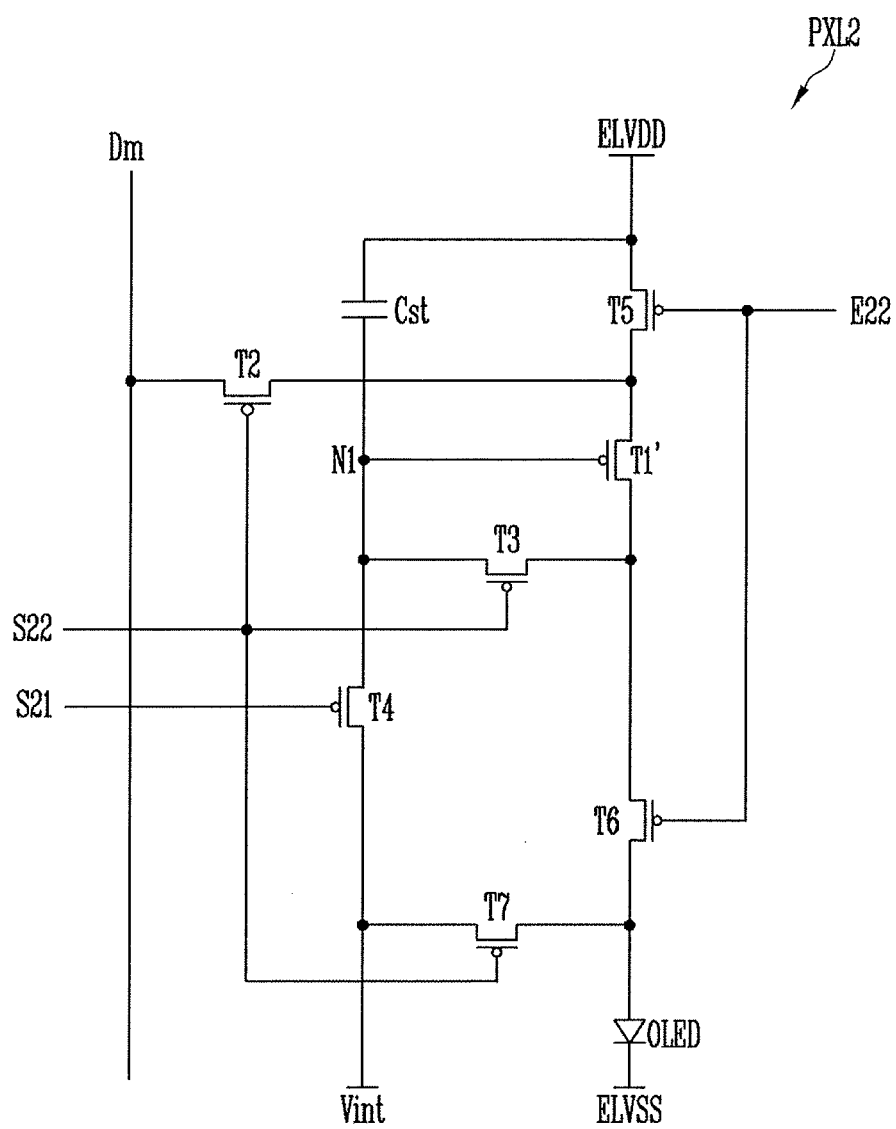 PXL2
Dm
ELVDD
Cst
T5
E22
T2
N1
T1'
T3
S22
S21
T4
T6
T7
OLED
Vint
ELVSS